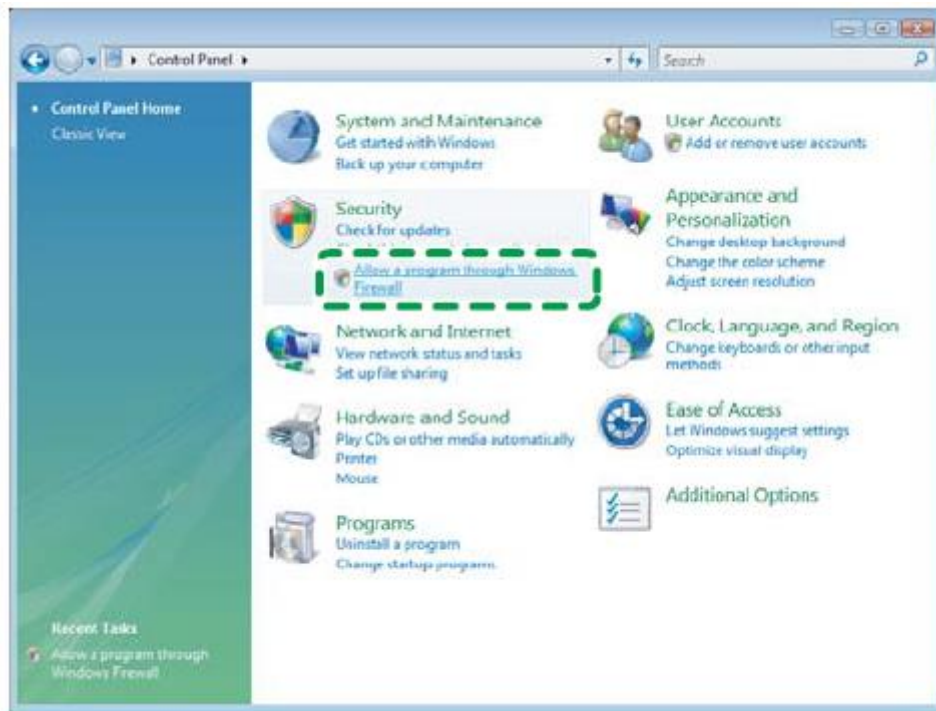 Control Panel
Search
Control Panel Home
Classic View
System and Maintenance
Get started with Windows
Back up your computer
Security
Check for updates
Allow a program through Windows
Firewall
Network and Internet
View network status and tasks
Set up file sharing
Hardware and Sound
Play CDs or other media automatically
Printer
Mouse
Programs
Uninstall a program
Change startup programs
User Accounts
Add or remove user accounts
Appearance and
Personalization
Change desktop background
Change the color scheme
Adjust screen resolution
Clock, Language, and Region
Change keyboards or other input
methods
Ease of Access
Let Windows suggest settings
Optimize visual display
Additional Options
Recent Tasks
Allow a program through
Windows Firewall